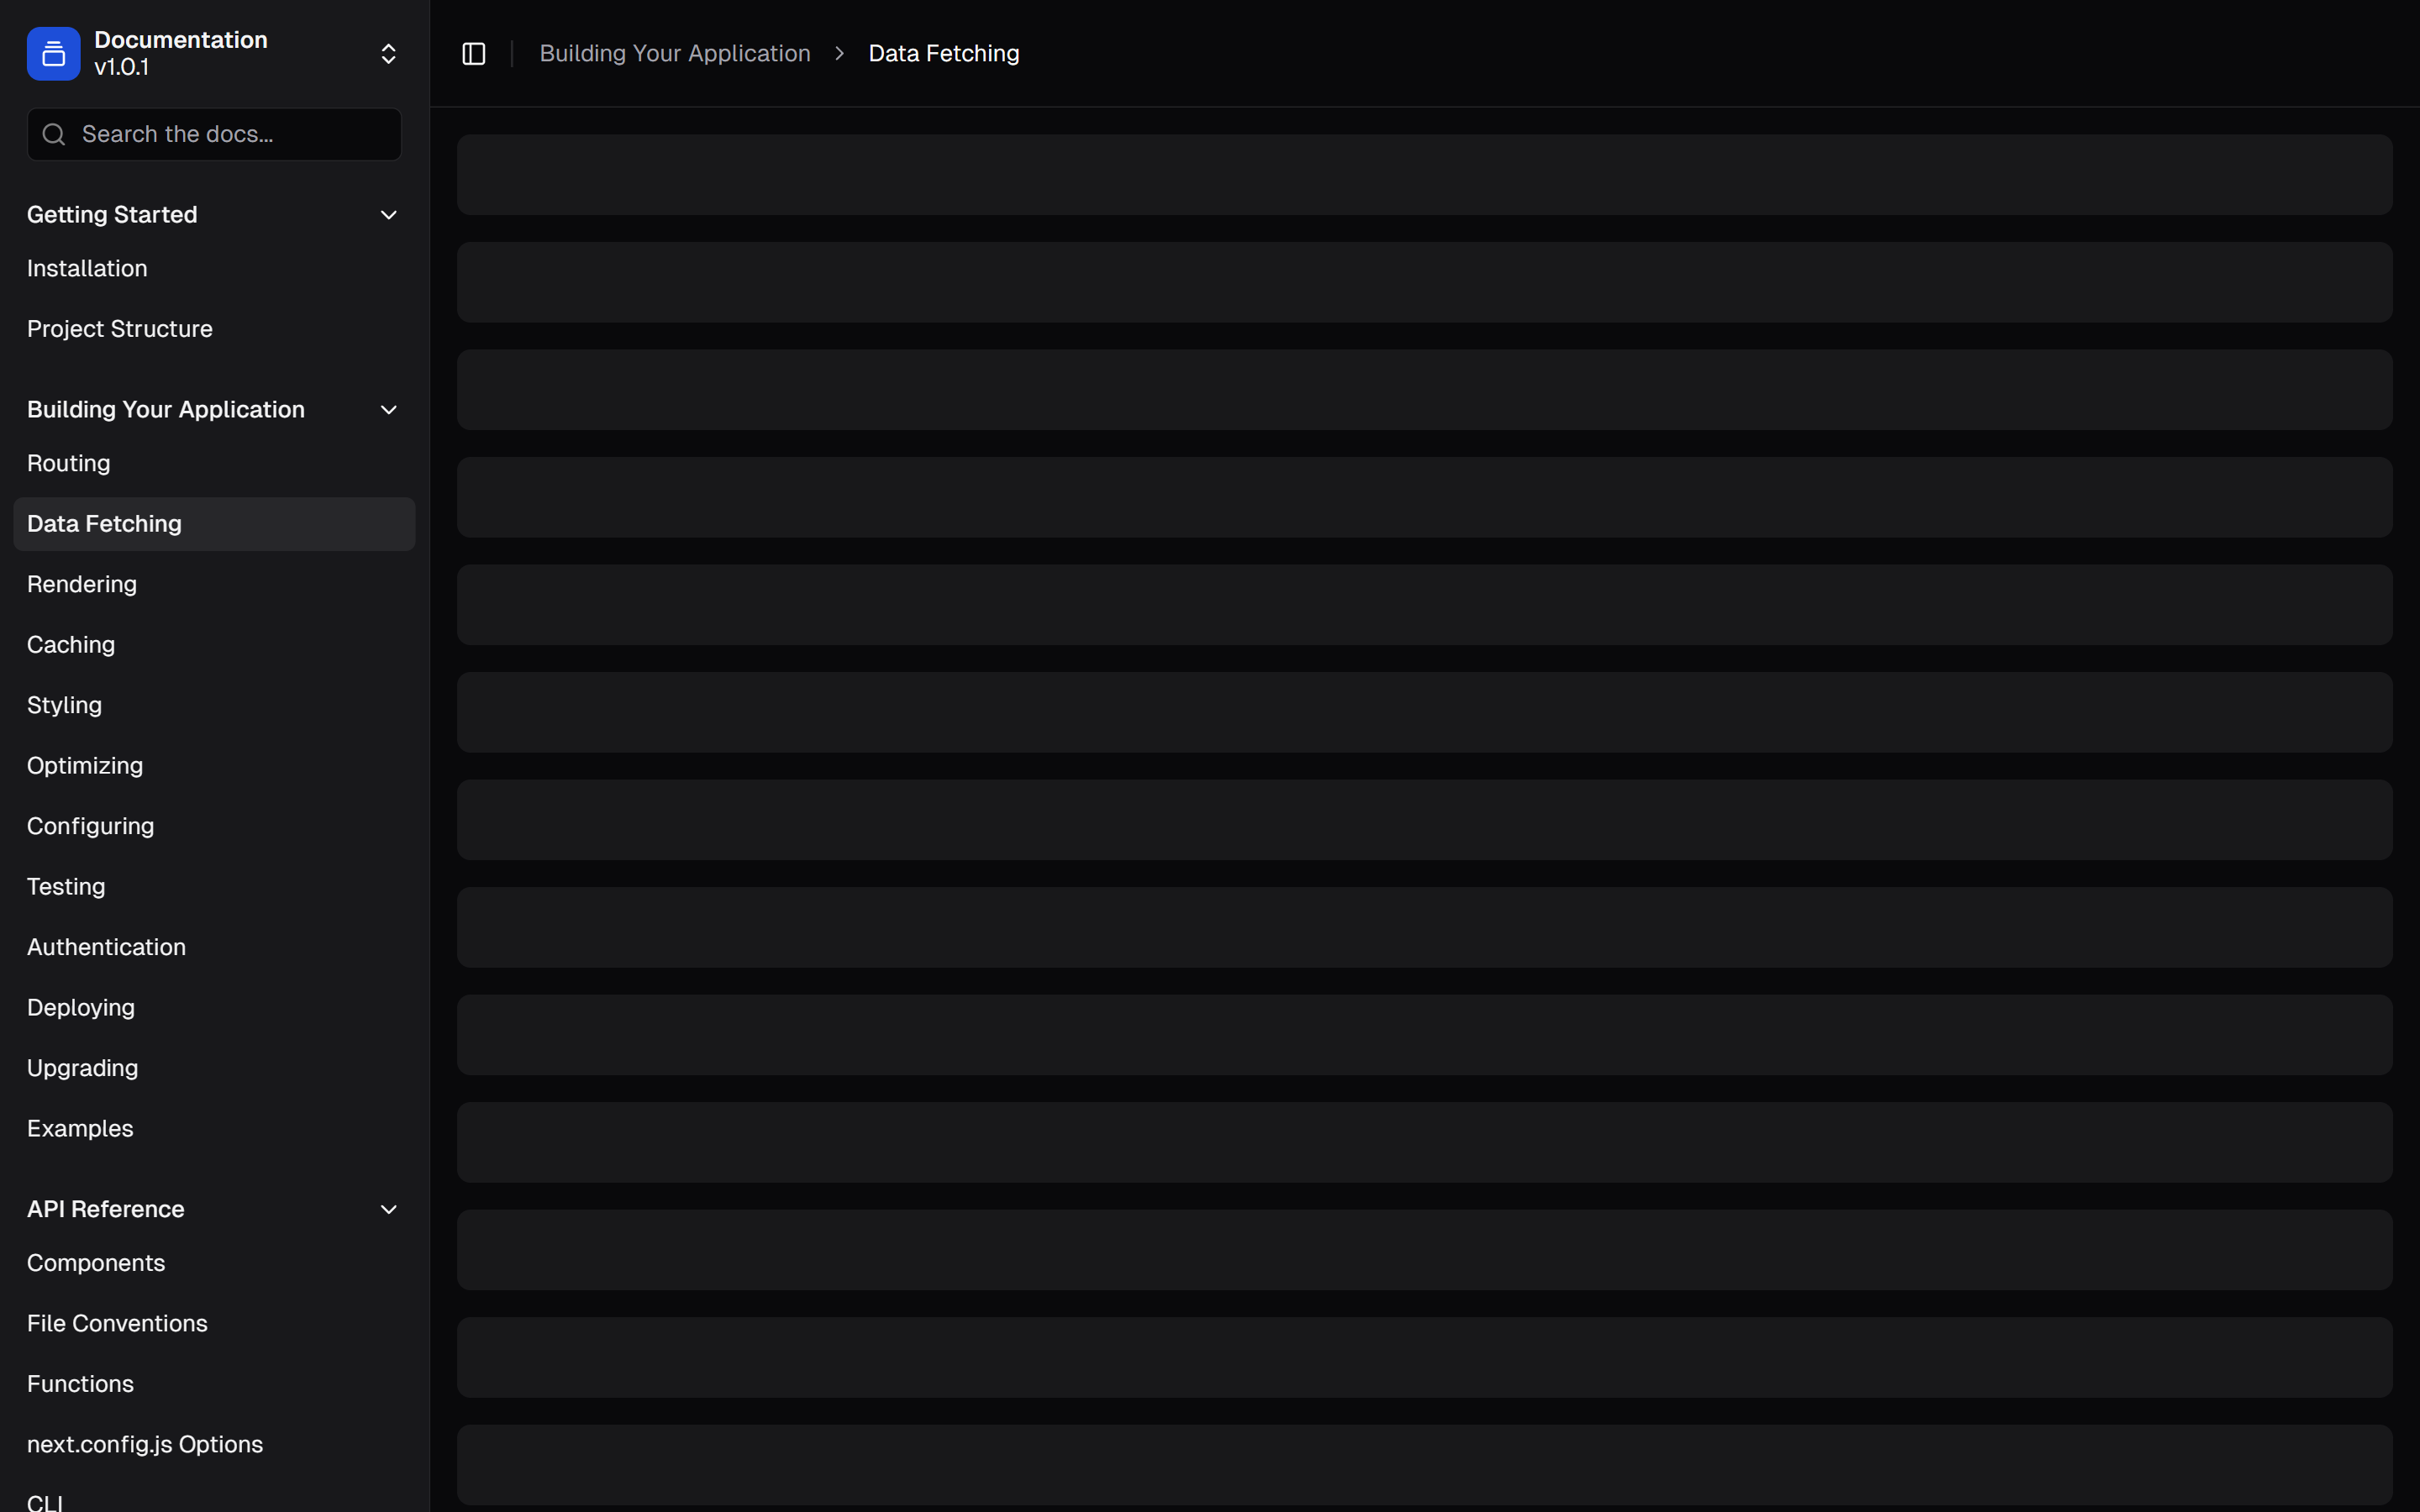 Documentation
v1.0.1
Search the docs...
Getting Started
Installation
Project Structure
Building Your Application
Routing
Data Fetching
Rendering
Caching
Styling
Optimizing
Configuring
Testing
Authentication
Deploying
Upgrading
Examples
API Reference
Components
File Conventions
Functions
next.config.js Options
CLI
Building Your Application > Data Fetching